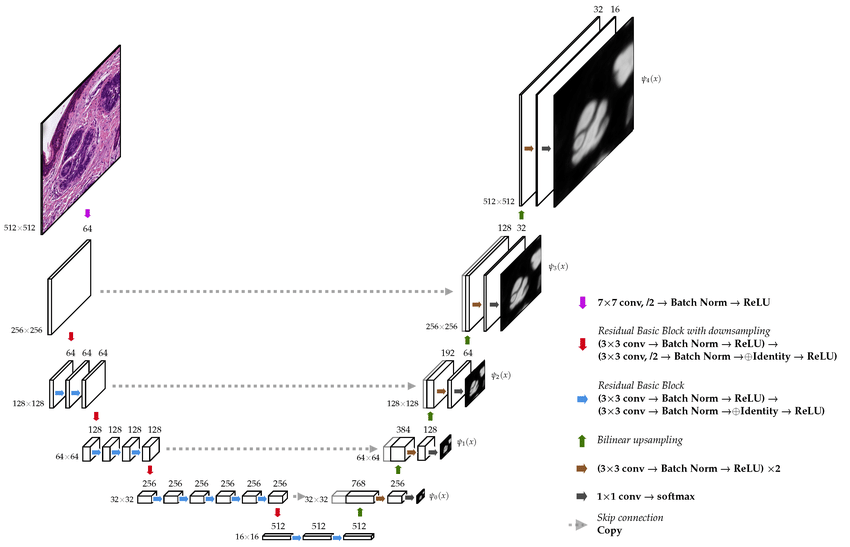 32 16
ψ₄(x)
512×512
512×512
64
128 32
ψ₃(x)
256×256
256×256
64 64 64
192 64
ψ₂(x)
128×128
128×128
128 128 128 128
384 128
ψ₁(x)
64×64
64×64
256 256 256 256 256 256
768 256
ψ₀(x)
32×32
32×32
512 512 512
16×16
7×7 conv, /2 → Batch Norm → ReLU
Residual Basic Block with downsampling
(3×3 conv → Batch Norm → ReLU) →
(3×3 conv, /2 → Batch Norm →⊕Identity → ReLU)
Residual Basic Block
(3×3 conv → Batch Norm → ReLU) →
(3×3 conv → Batch Norm →⊕Identity → ReLU)
Bilinear upsampling
(3×3 conv → Batch Norm → ReLU) ×2
1×1 conv → softmax
Skip connection
Copy